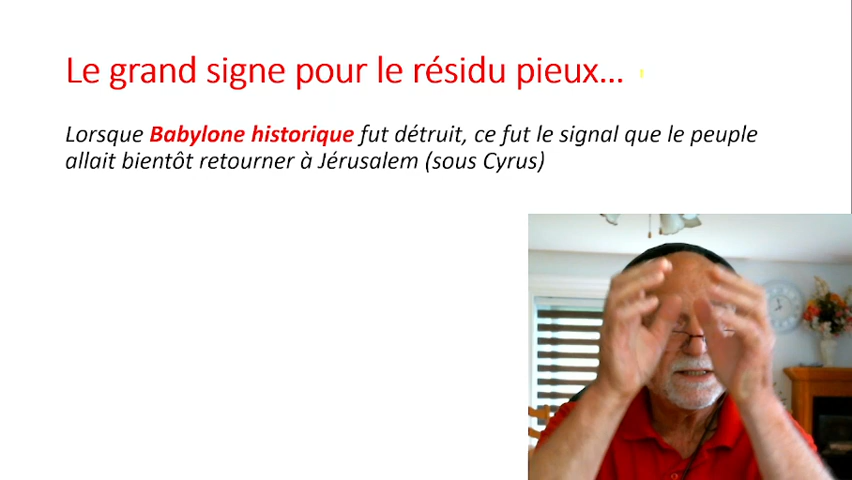 Le grand signe pour le résidu pieux...
Lorsque Babylone historique fut détruit, ce fut le signal que le peuple
allait bientôt retourner à Jérusalem (sous Cyrus)